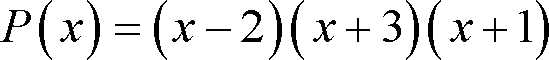 P(x) = (x − 2)(x + 3)(x + 1)